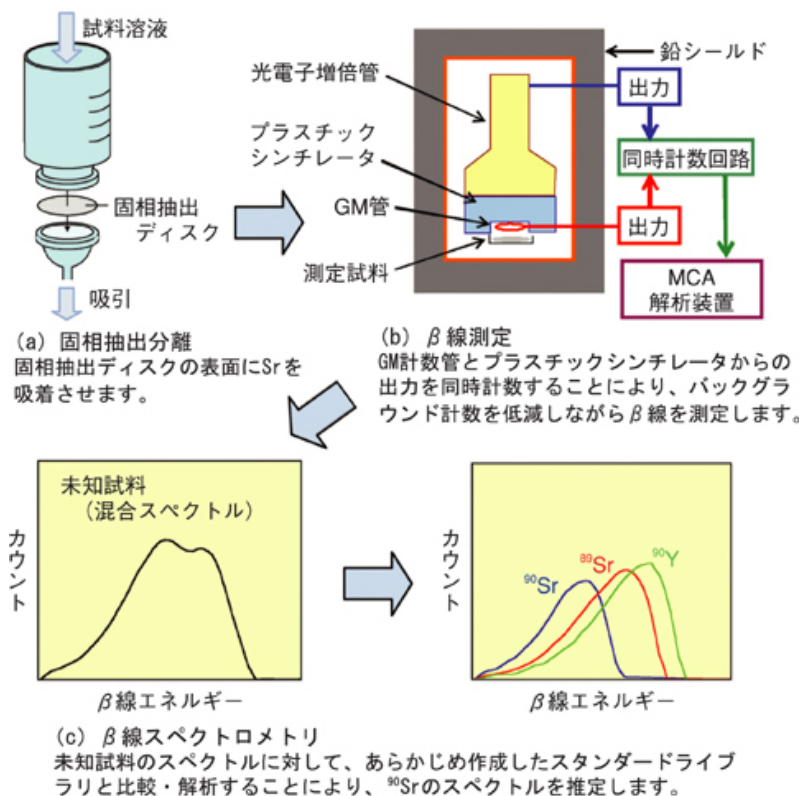 試料溶液
固相抽出
ディスク
吸引
(a) 固相抽出分離
固相抽出ディスクの表面にSrを
吸着させます。
鉛シールド
光電子増倍管
出力
プラスチック
シンチレータ
同時計数回路
GM管
出力
測定試料
MCA
解析装置
(b) β線測定
GM計数管とプラスチックシンチレータからの
出力を同時計数することにより、バックグラ
ウンド計数を低減しながらβ線を測定します。
未知試料
(混合スペクトル)
カウント
β線エネルギー
カウント
⁹⁰Sr
⁸⁹Sr
⁹⁰Y
β線エネルギー
(c) β線スペクトロメトリ
未知試料のスペクトルに対して、あらかじめ作成したスタンダードライブ
ラリと比較・解析することにより、⁹⁰Srのスペクトルを推定します。